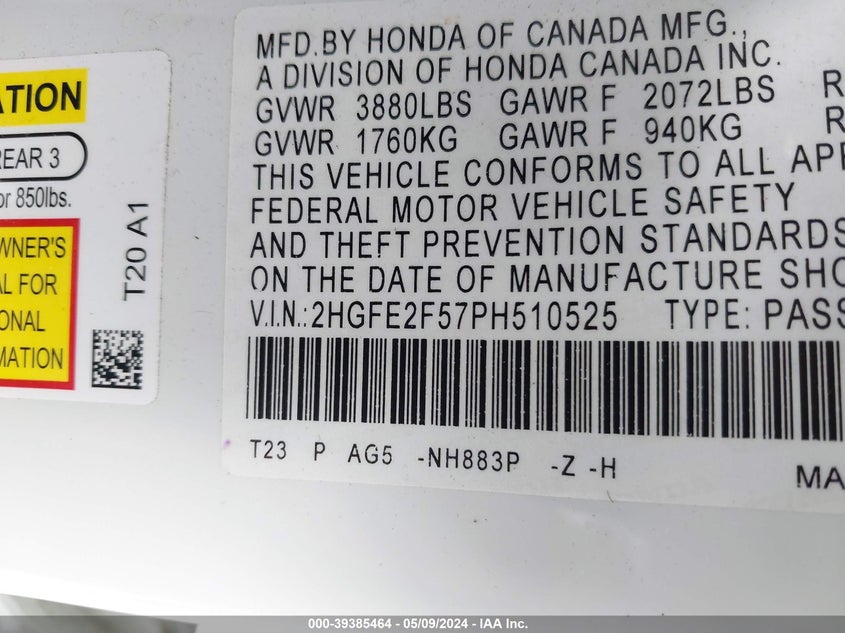 ATION
REAR 3
or 850lbs.
WNER'S
AL FOR
ONAL
MATION
T20 A1
MFD.BY HONDA OF CANADA MFG.,
A DIVISION OF HONDA CANADA INC.
GVWR 3880LBS GAWR F 2072LBS R
GVWR 1760KG GAWR F 940KG R
THIS VEHICLE CONFORMS TO ALL APP
FEDERAL MOTOR VEHICLE SAFETY
AND THEFT PREVENTION STANDARDS
ON THE DATE OF MANUFACTURE SHO
V.I.N.:2HGFE2F57PH510525 TYPE: PASS
T23 P AG5 -NH883P -Z -H
MA
000-39385464 - 05/09/2024 - IAA Inc.